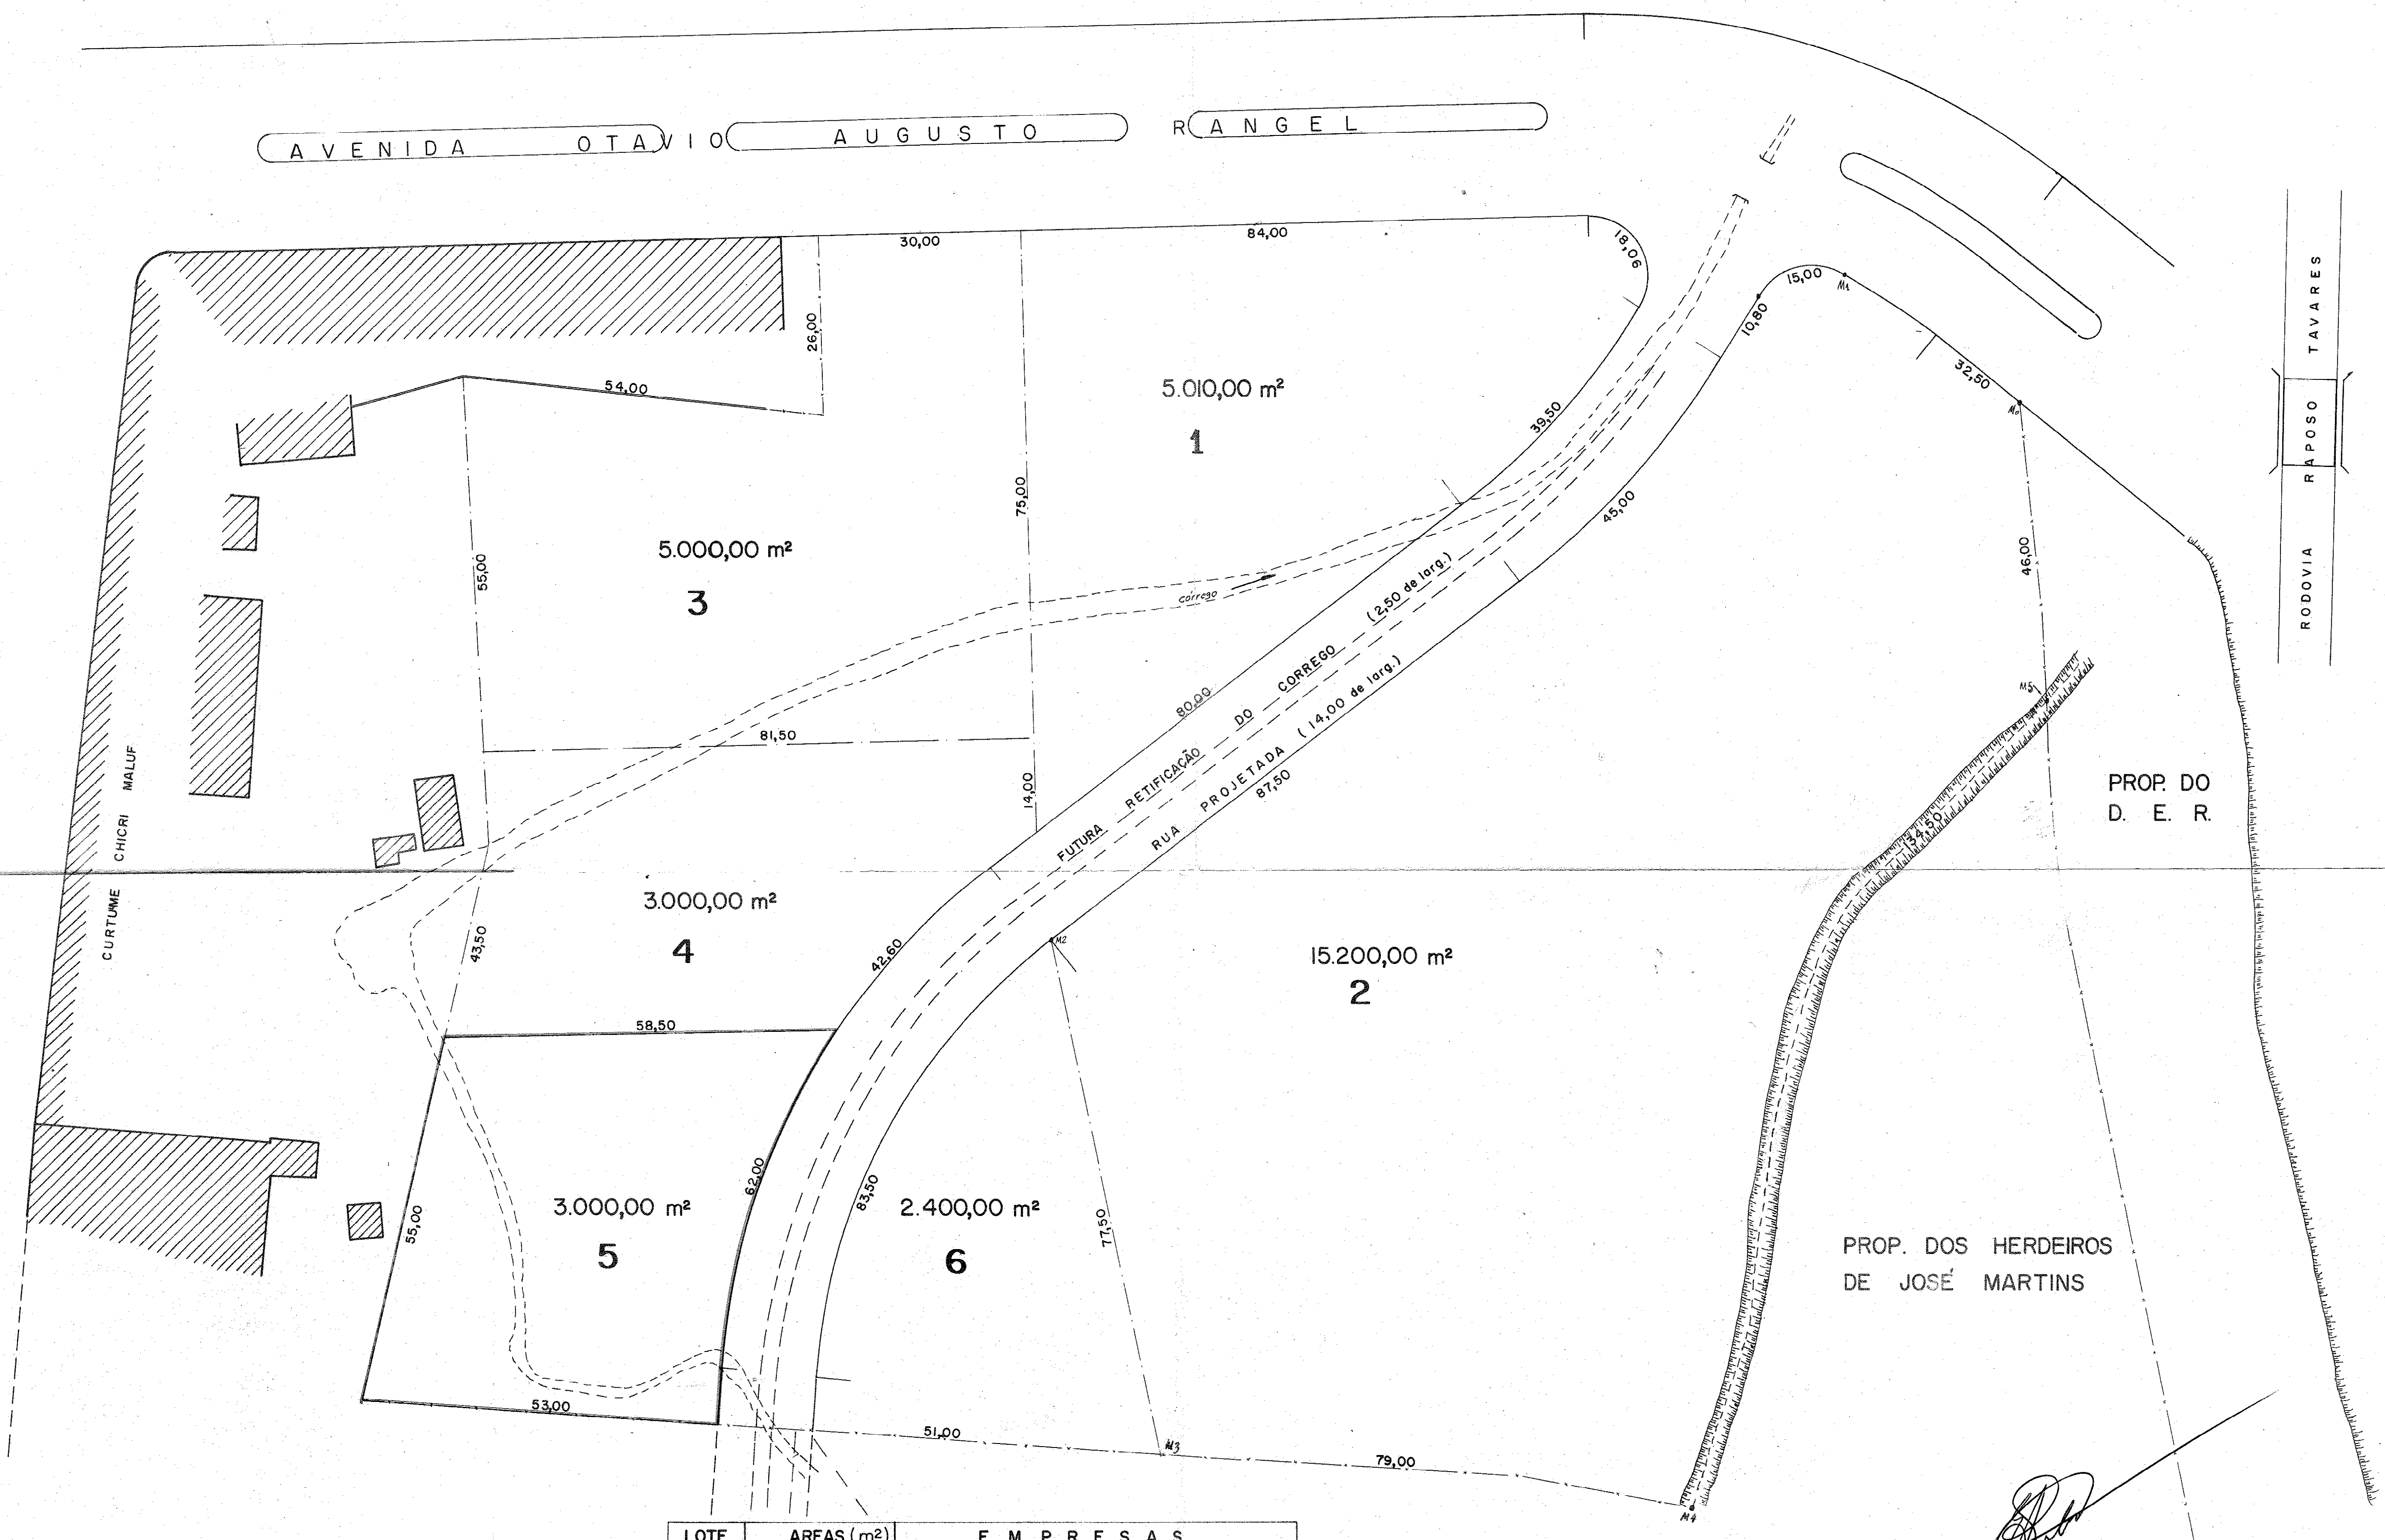 AVENIDA OTAVIO AUGUSTO RANGEL
30,00
84,00
18,06
15,00
M1
10,80
26,00
32,50
Mo
54,00
5.010,00 m²
1
39,50
RODOVIA RAPOSO TAVARES
75,00
45,00
5.000,00 m²
3
55,00
46,00
córrego
(2,50 de larg.)
FUTURA RETIFICAÇÃO DO CORREGO
RUA PROJETADA (14,00 de larg.)
80,00
87,50
M5
81,50
14,00
CURTUME CHICRI MALUF
PROP. DO
D. E. R.
134,50
3.000,00 m²
4
43,50
42,60
M2
15.200,00 m²
2
58,50
62,00
83,50
3.000,00 m²
5
55,00
2.400,00 m²
6
77,50
PROP. DOS HERDEIROS
DE JOSÉ MARTINS
53,00
51,00
M3
79,00
M4
LOTE AREAS (m2) EMPRESAS